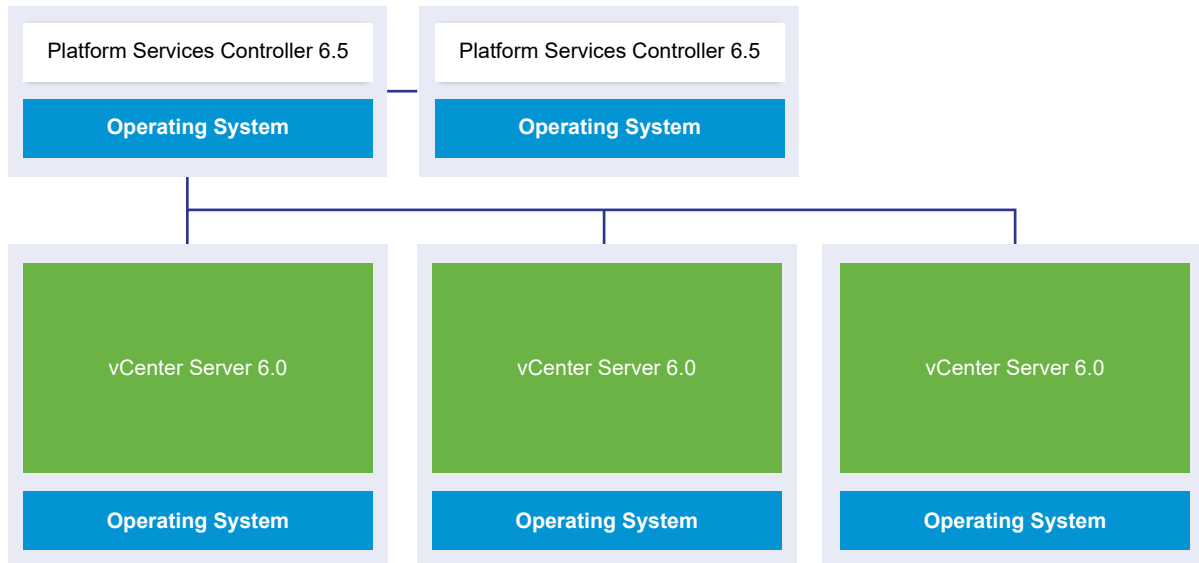 Platform Services Controller 6.5
Platform Services Controller 6.5
Operating System
Operating System
vCenter Server 6.0
vCenter Server 6.0
vCenter Server 6.0
Operating System
Operating System
Operating System